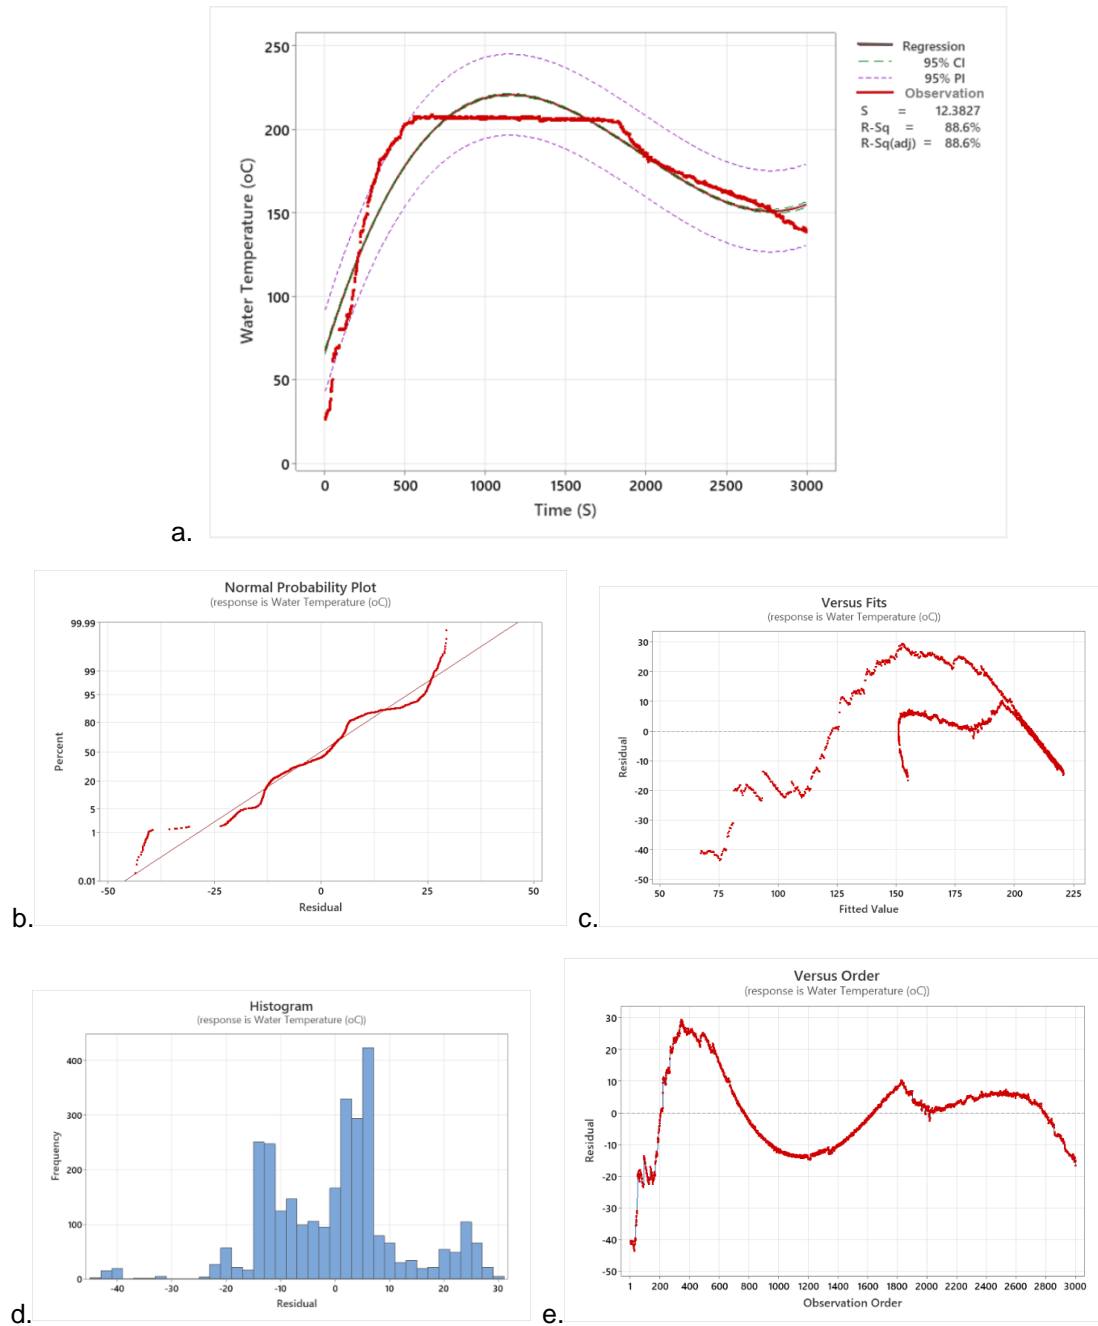 250
200
150
100
50
0
Water Temperature (oC)
0 500 1000 1500 2000 2500 3000
Time (S)
Regression
95% CI
95% PI
Observation
S = 12.3827
R-Sq = 88.6%
R-Sq(adj) = 88.6%
a.
Normal Probability Plot
(response is Water Temperature (oC))
99.99
99
95
80
50
20
5
1
0.01
Percent
-50 -25 0 25 50
Residual
b.
Versus Fits
(response is Water Temperature (oC))
30
20
10
0
-10
-20
-30
-40
-50
Residual
50 75 100 125 150 175 200 225
Fitted Value
c.
Histogram
(response is Water Temperature (oC))
400
300
200
100
0
Frequency
-40 -30 -20 -10 0 10 20 30
Residual
d.
Versus Order
(response is Water Temperature (oC))
30
20
10
0
-10
-20
-30
-40
-50
Residual
1 200 400 600 800 1000 1200 1400 1600 1800 2000 2200 2400 2600 2800 3000
Observation Order
e.